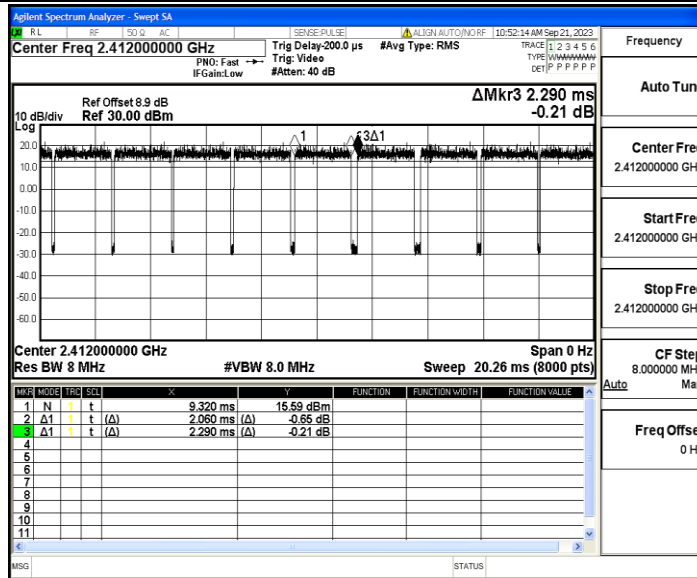 Agilent Spectrum Analyzer - Swept SA
RL RF 50 Ω AC SENSE:PULSE ALIGN AUTO/NO RF 10:52:14 AM Sep 21, 2023
Center Freq 2.412000000 GHz
PNO: Fast
IFGain:Low
Trig Delay-200.0 µs
Trig: Video
#Atten: 40 dB
#Avg Type: RMS
TRACE 1 2 3 4 5 6
TYPE WWWWWW
DET P P P P P P
ΔMkr3 2.290 ms
-0.21 dB
Ref Offset 8.9 dB
10 dB/div Ref 30.00 dBm
Log
20.0
10.0
0.00
-10.0
-20.0
-30.0
-40.0
-50.0
-60.0
1
3Δ1
Center 2.412000000 GHz Span 0 Hz
Res BW 8 MHz #VBW 8.0 MHz Sweep 20.26 ms (8000 pts)
MKR MODE TRC SCL X Y FUNCTION FUNCTION WIDTH FUNCTION VALUE
1 N 1 t 9.320 ms 15.59 dBm
2 Δ1 1 t (Δ) 2.060 ms (Δ) -0.65 dB
3 Δ1 1 t (Δ) 2.290 ms (Δ) -0.21 dB
4
5
6
7
8
9
10
11
MSG STATUS
Frequency
Auto Tun
Center Fre
2.412000000 GH
Start Fre
2.412000000 GH
Stop Fre
2.412000000 GH
CF Step
8.000000 MH
Auto Ma
Freq Offse
0 H